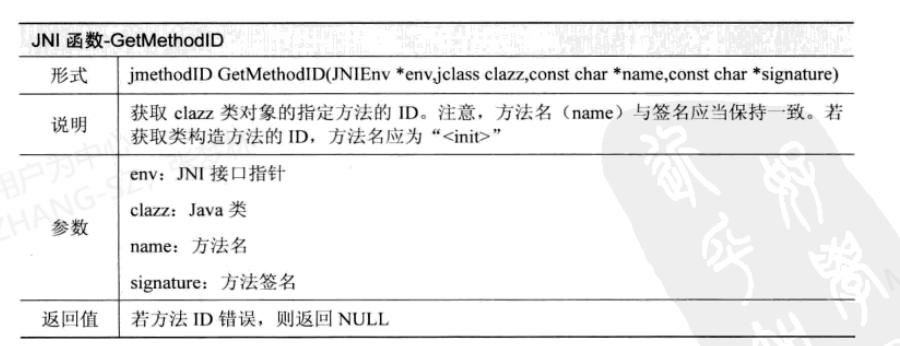 JNI 函数-GetMethodID
形式
jmethodID GetMethodID(JNIEnv *env,jclass clazz,const char *name,const char *signature)
说明
获取 clazz 类对象的指定方法的 ID。注意，方法名（name）与签名应当保持一致。若
获取类构造方法的 ID，方法名应为“<init>”
参数
env：JNI 接口指针
clazz：Java 类
name：方法名
signature：方法签名
返回值
若方法 ID 错误，则返回 NULL
用户为中心